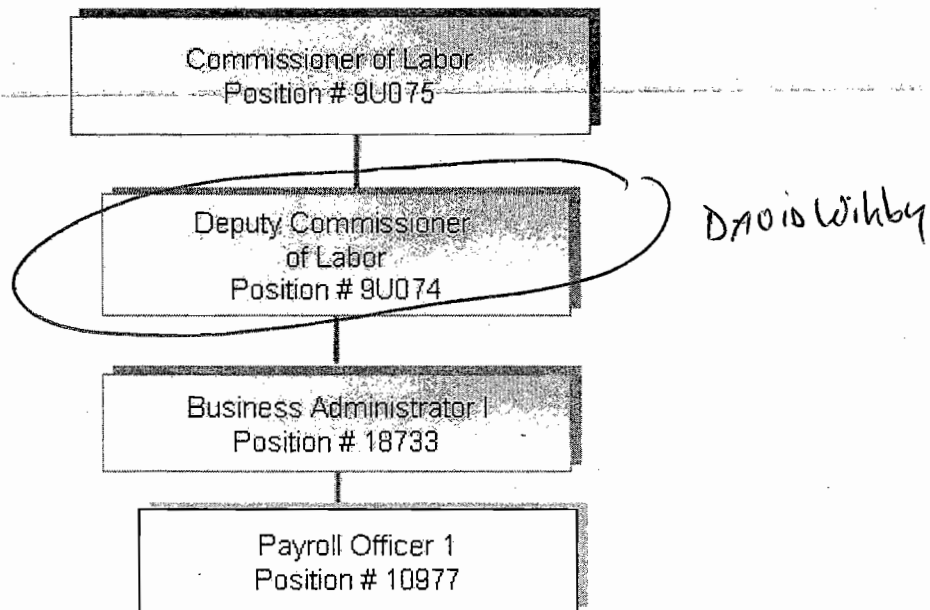 Commissioner of Labor
Position # 9U075
Deputy Commissioner
of Labor
Position # 9U074
DAVID Wihby
Business Administrator I
Position # 18733
Payroll Officer 1
Position # 10977